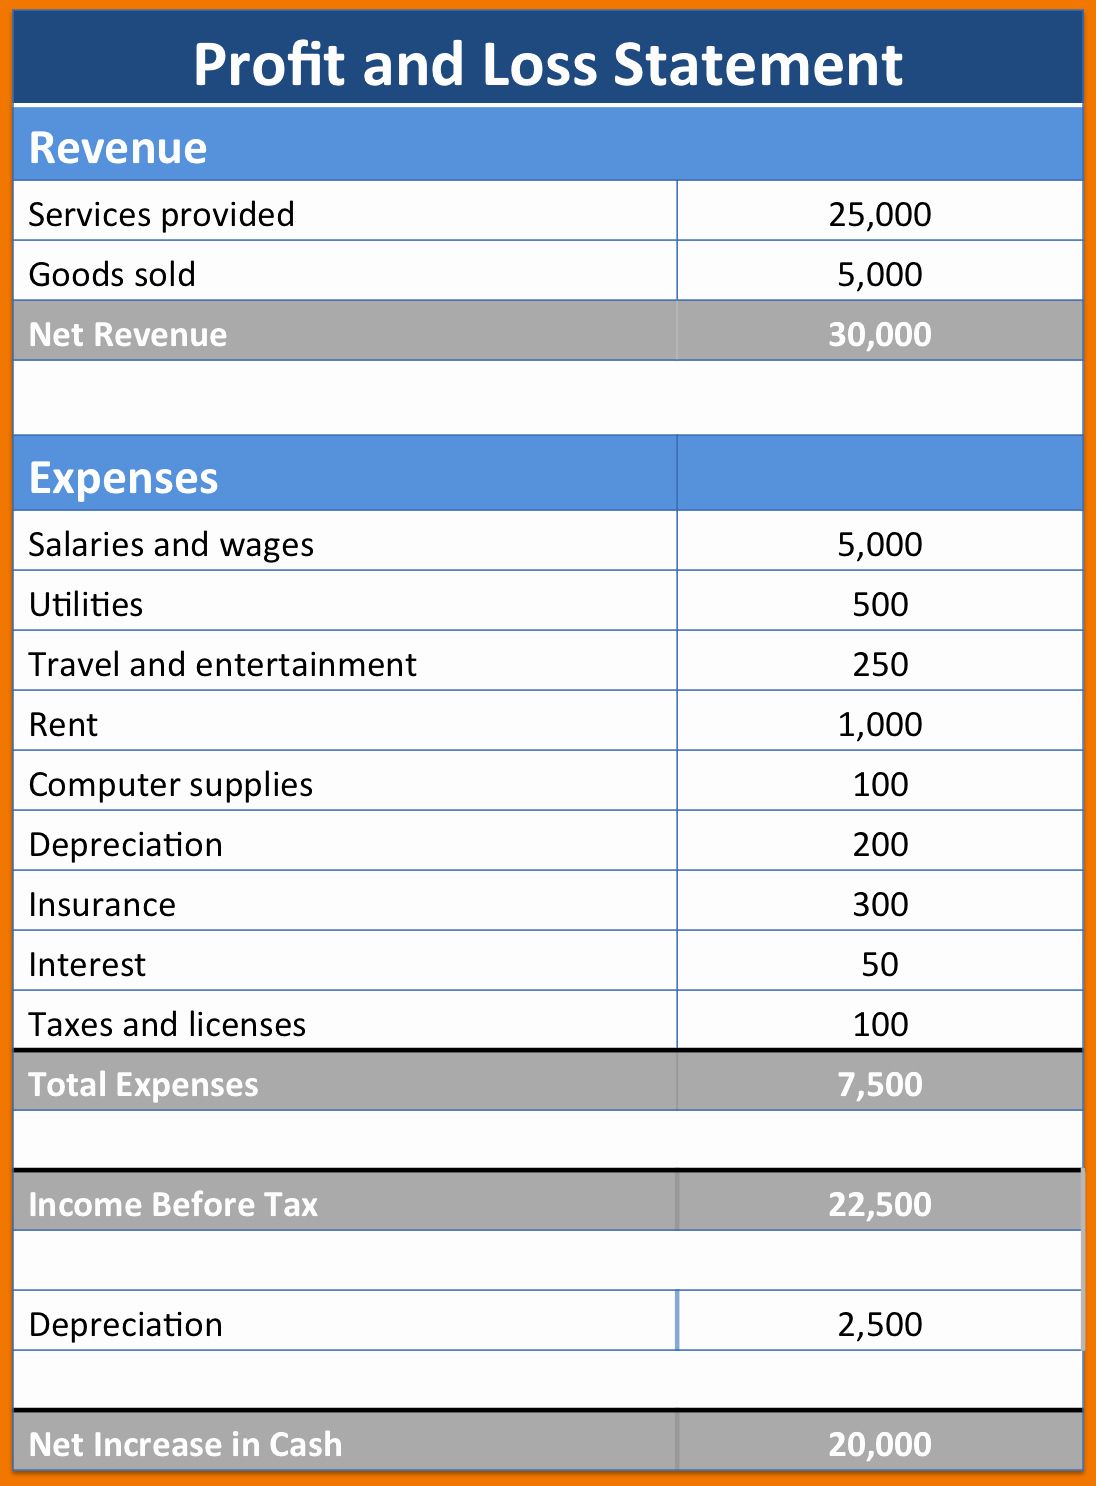 Profit and Loss Statement
Revenue
Services provided 25,000
Goods sold 5,000
Net Revenue 30,000
Expenses
Salaries and wages 5,000
Utilities 500
Travel and entertainment 250
Rent 1,000
Computer supplies 100
Depreciation 200
Insurance 300
Interest 50
Taxes and licenses 100
Total Expenses 7,500
Income Before Tax 22,500
Depreciation 2,500
Net Increase in Cash 20,000